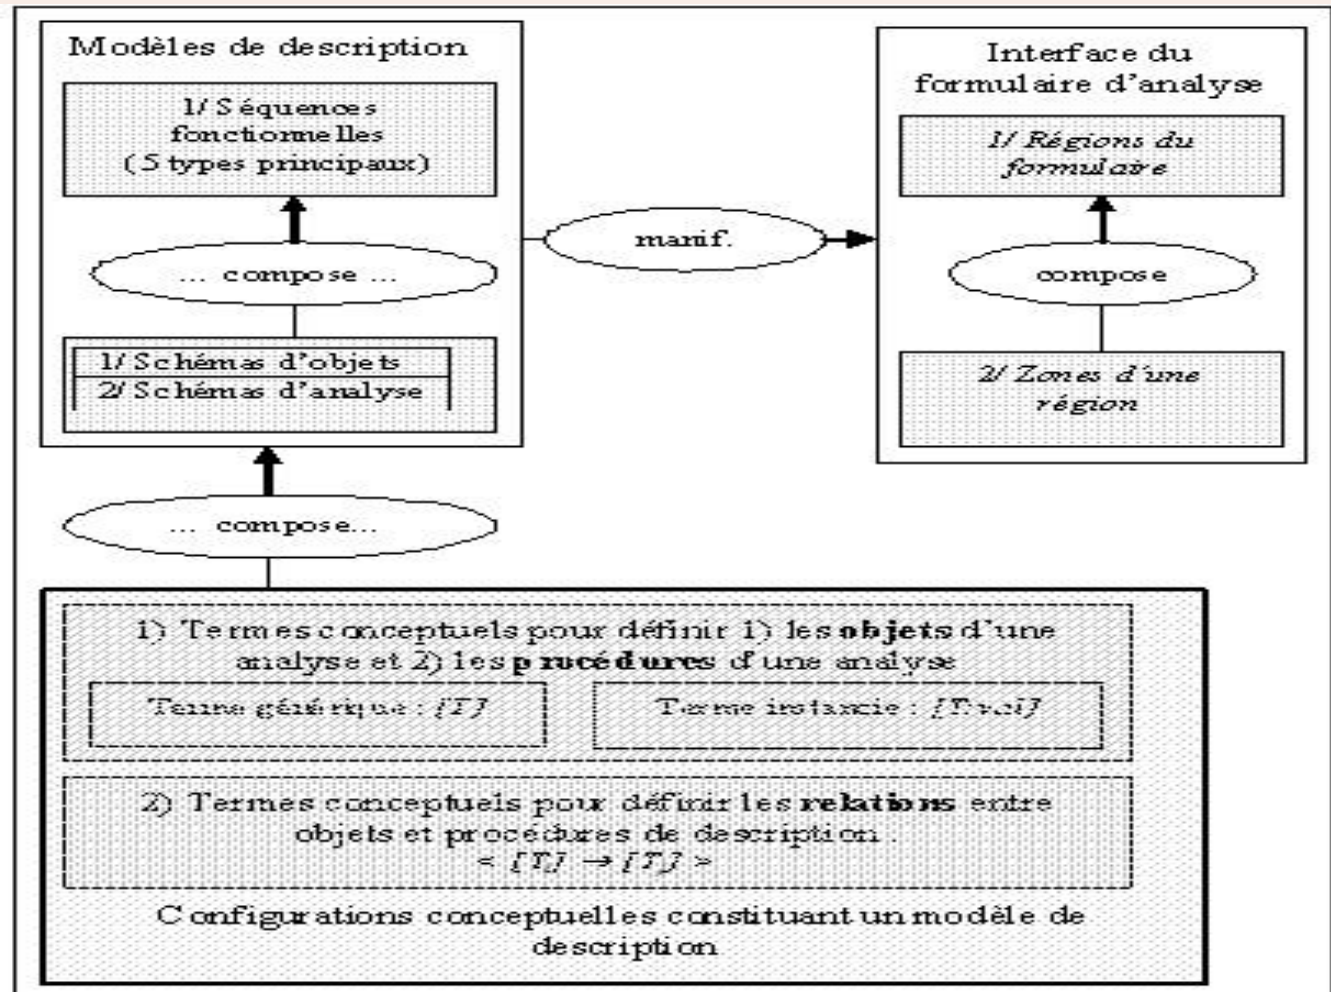 Modèles de description
1/ Séquences
fonctionnelles
(5 types principaux)
... compose ...
1/ Schémas d'objets
2/ Schémas d'analyse
manif.
Interface du
formulaire d'analyse
1/ Régions du
formulaire
compose
2/ Zones d'une
région
... compose...
1) Termes conceptuels pour définir 1) les objets d'une
analyse et 2) les procédures d'une analyse
Terme générique : [T]
Terme instancie : [T: val]
2) Termes conceptuels pour définir les relations entre
objets et procédures de description.
< [T] → [T] >
Configurations conceptuelles constituant un modèle de
description